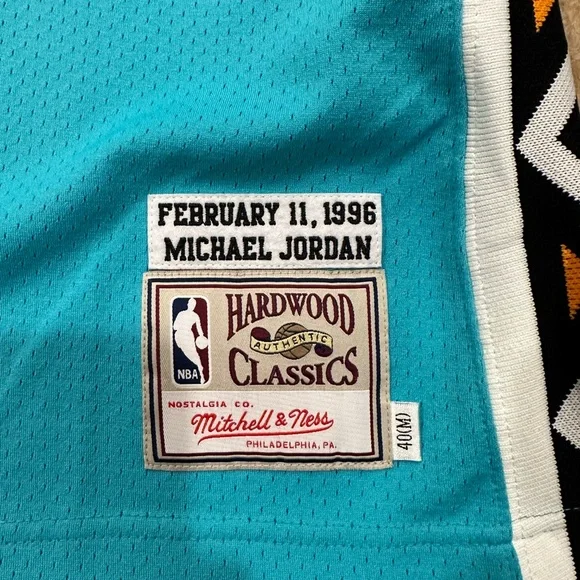 FEBRUARY 11, 1996
MICHAEL JORDAN
HARDWOOD
AUTHENTIC
CLASSICS
NBA
NOSTALGIA CO.
Mitchell & Ness
PHILADELPHIA, PA.
40(M)